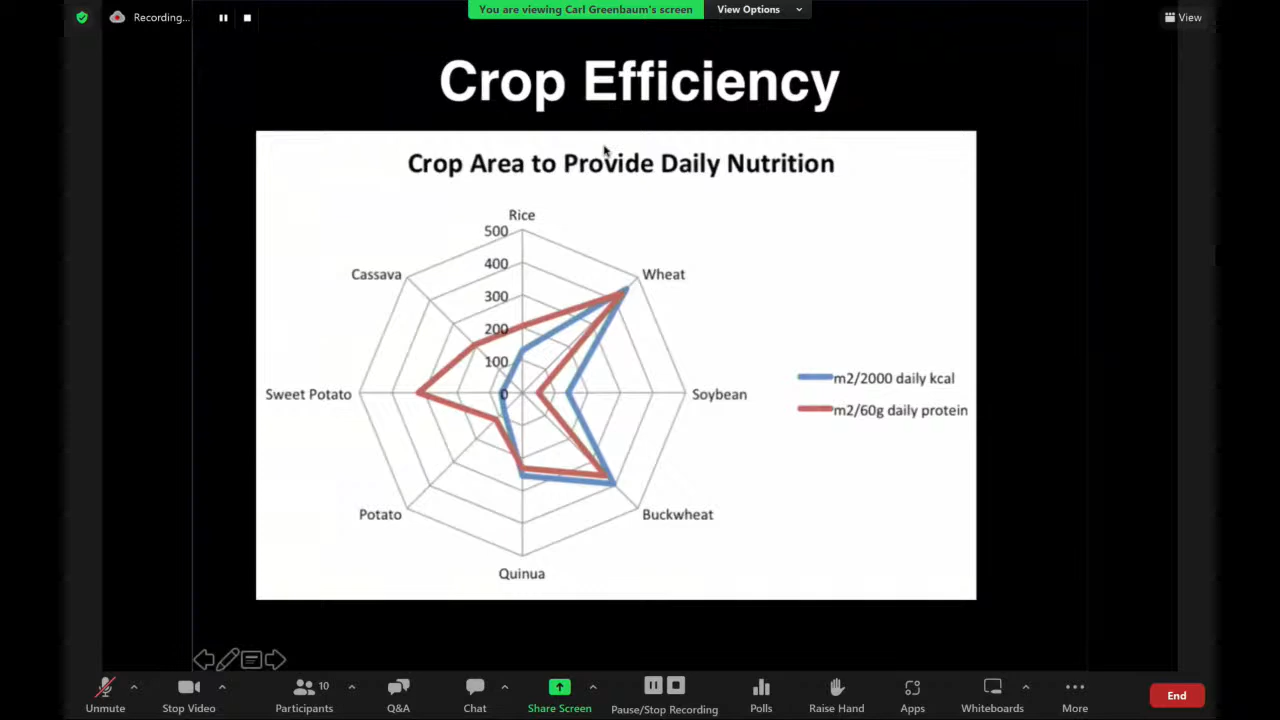 You are viewing Carl Greenbaum's screen
View Options
Recording...
View
Crop Efficiency
Crop Area to Provide Daily Nutrition
Rice
500
400
300
200
100
0
Cassava
Wheat
Sweet Potato
Soybean
Potato
Buckwheat
Quinua
m2/2000 daily kcal
m2/60g daily protein
10
Unmute
Stop Video
Participants
Q&A
Chat
Share Screen
Pause/Stop Recording
Polls
Raise Hand
Apps
Whiteboards
More
End